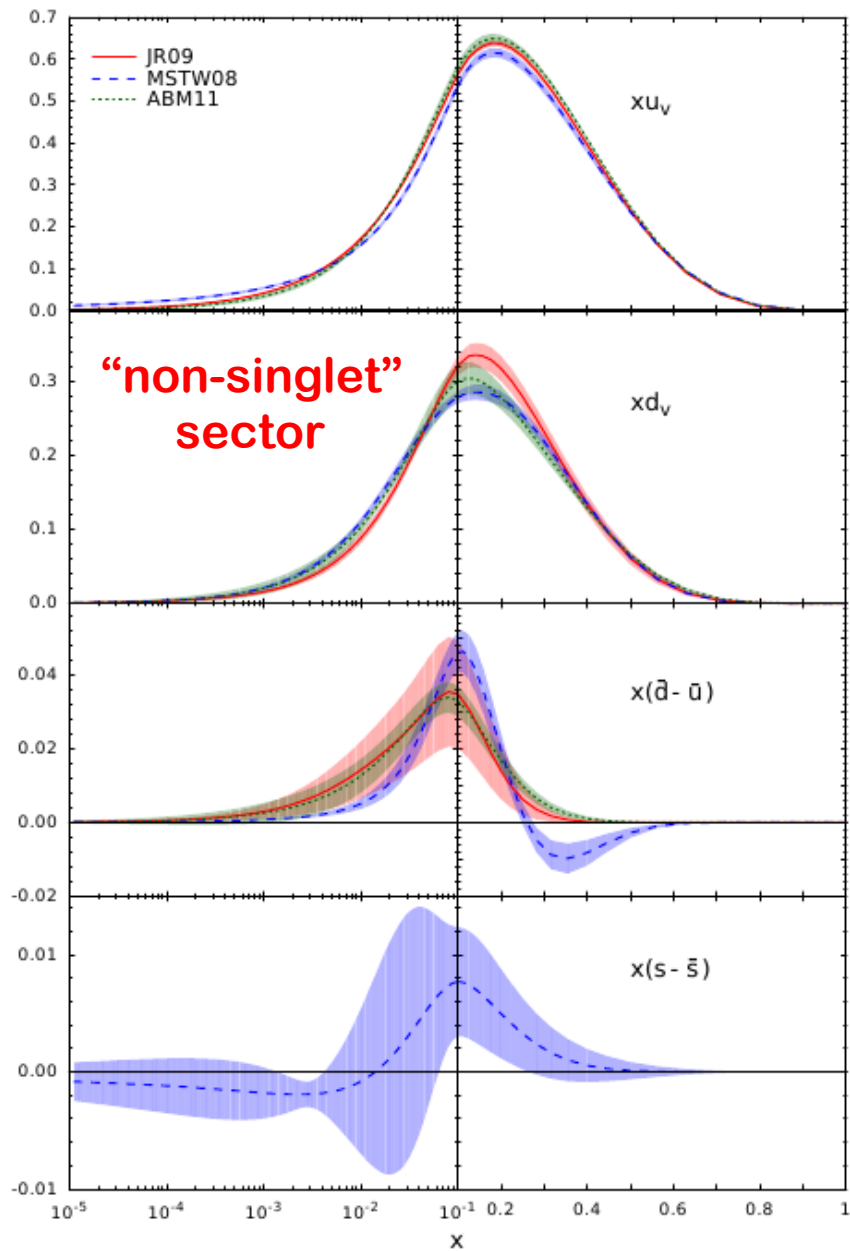 0.7
0.6
0.5
0.4
0.3
0.2
0.1
0.0
JR09
MSTW08
ABM11
xuᵥ
0.3
0.2
0.1
0.0
“non-singlet”
sector
xdᵥ
0.04
0.02
0.00
-0.02
x(d̄ - ū)
0.01
0.00
-0.01
x(s - s̄)
10⁻⁵ 10⁻⁴ 10⁻³ 10⁻² 10⁻¹ 0.2 0.4 0.6 0.8 1
x